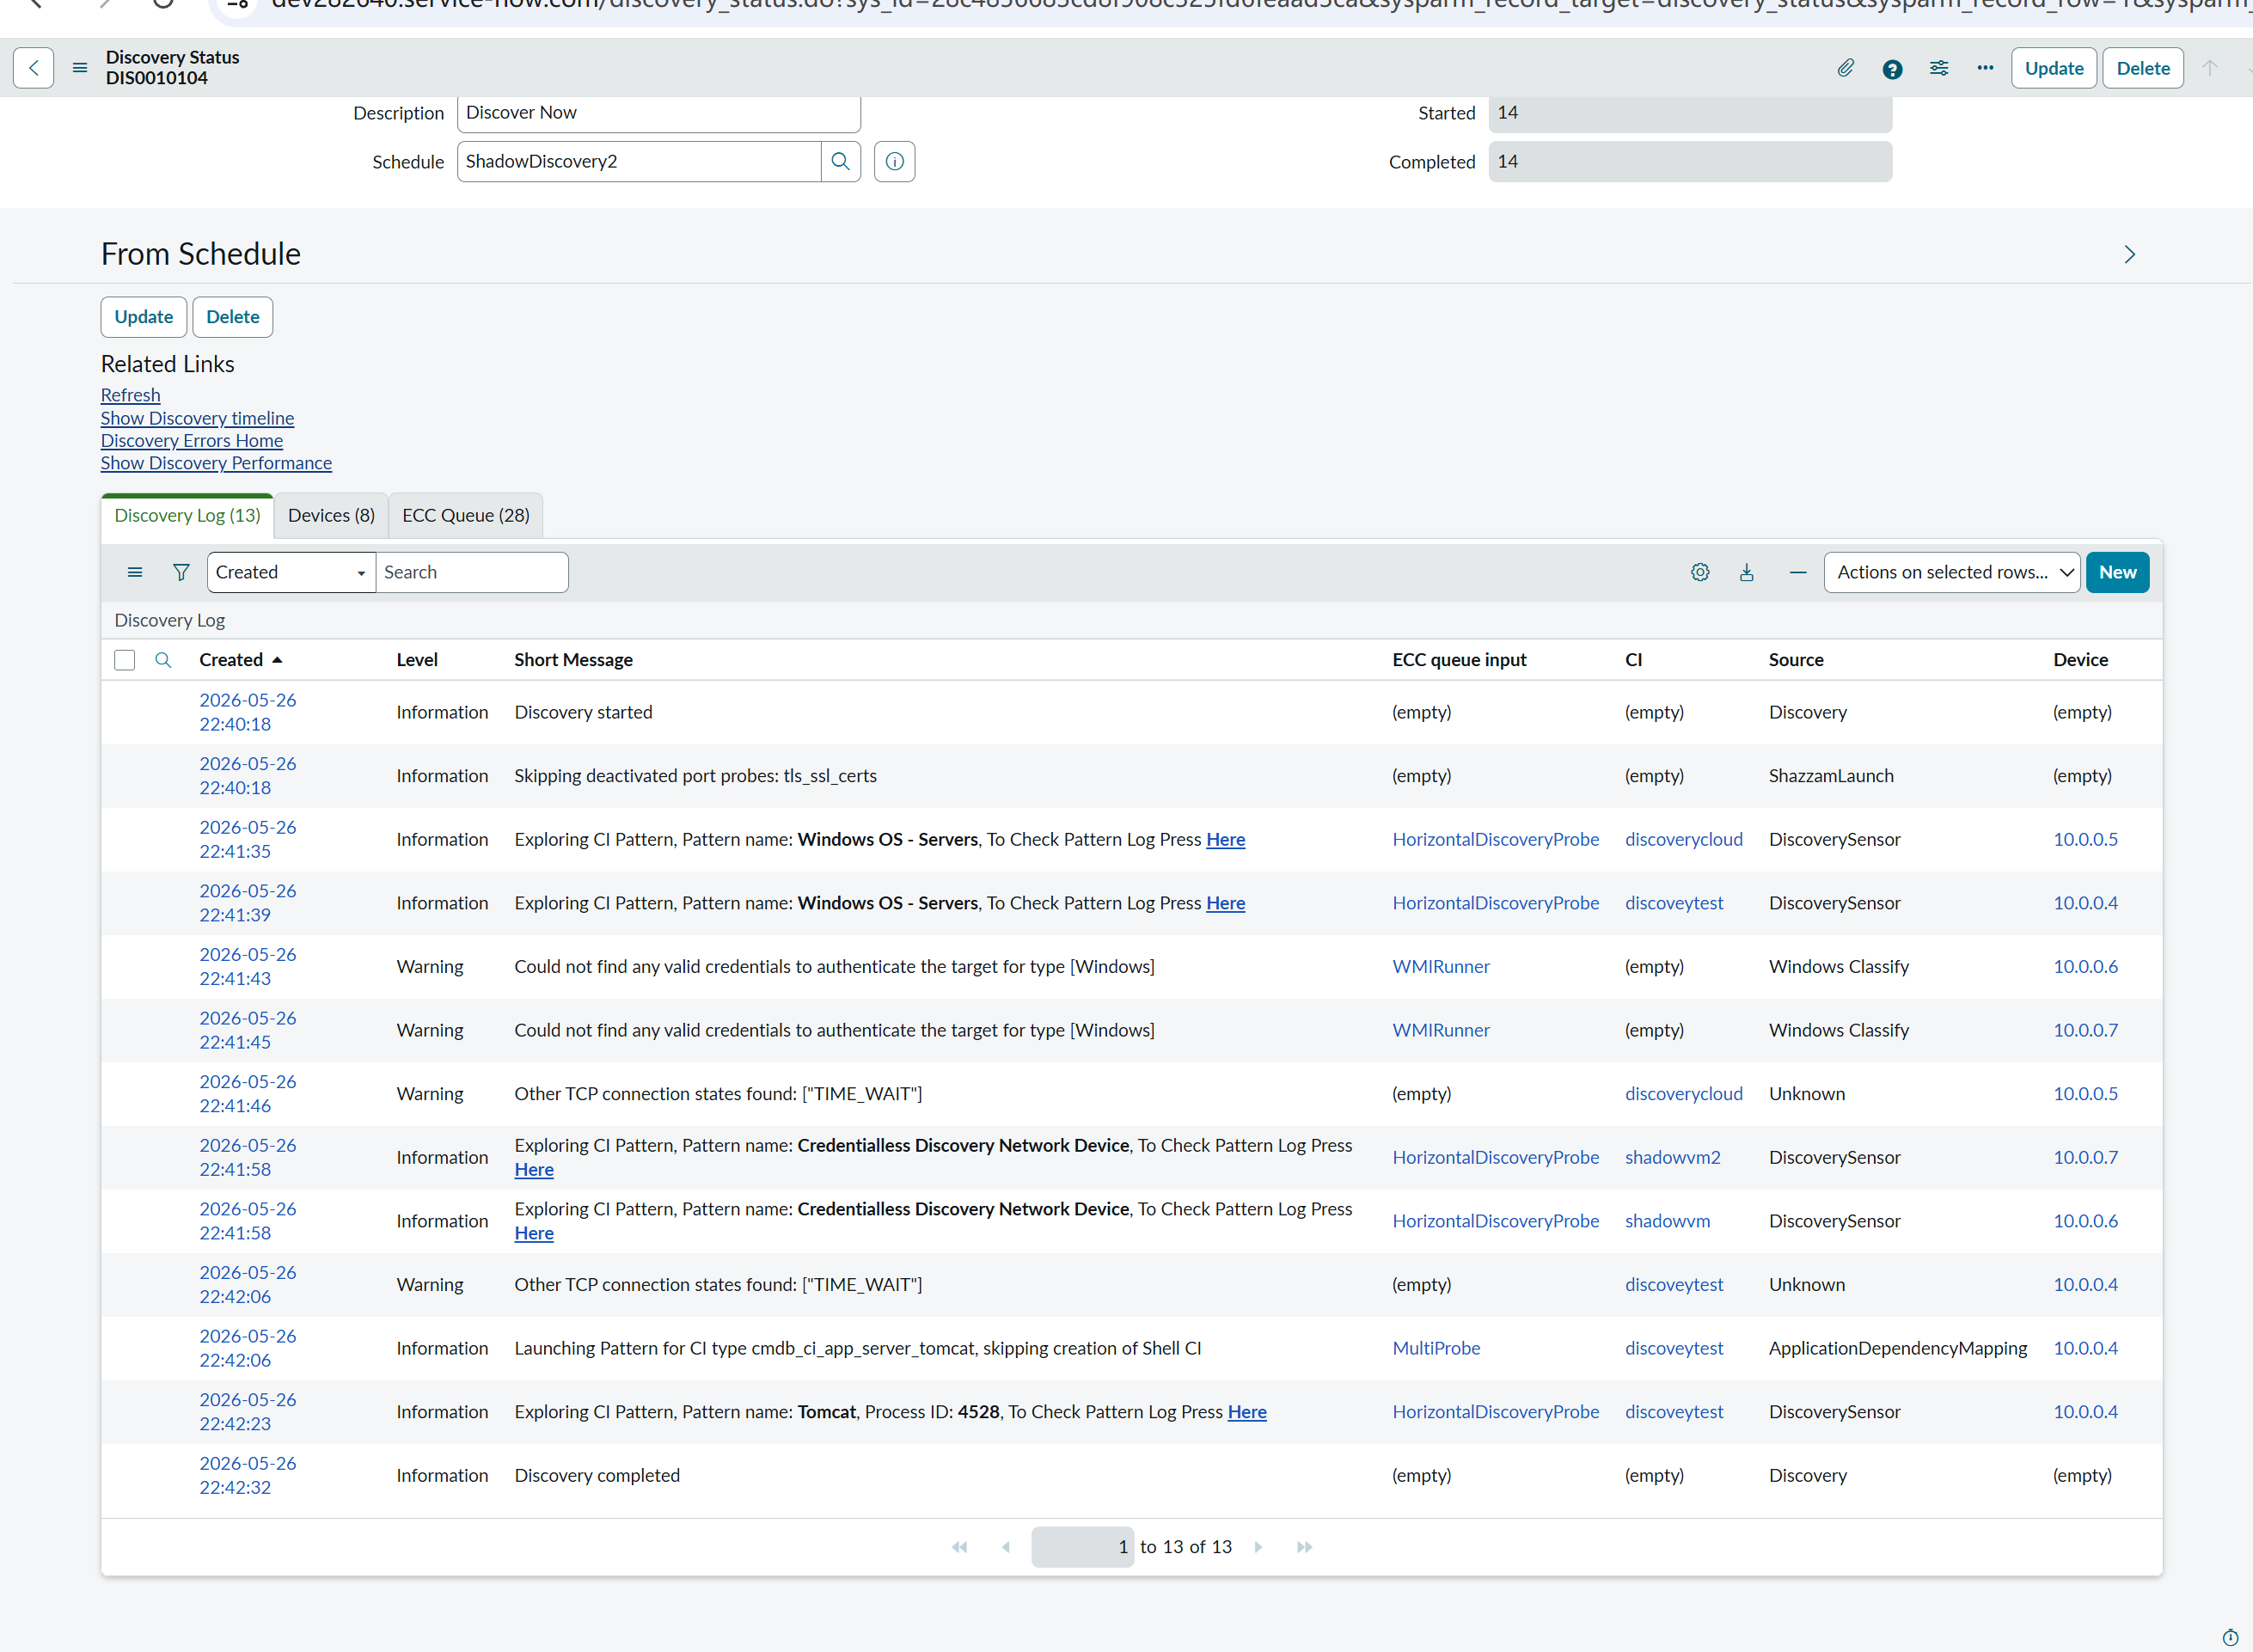 Discovery Status
DIS0010104
Update
Delete
Description
Discover Now
Started
14
Schedule
ShadowDiscovery2
Completed
14
From Schedule
Update
Delete
Related Links
Refresh
Show Discovery timeline
Discovery Errors Home
Show Discovery Performance
Discovery Log (13)
Devices (8)
ECC Queue (28)
Created
Search
Actions on selected rows...
New
Discovery Log
Created Level Short Message ECC queue input CI Source Device
2026-05-26
22:40:18
Information Discovery started (empty) (empty) Discovery (empty)
2026-05-26
22:40:18
Information Skipping deactivated port probes: tls_ssl_certs (empty) (empty) ShazzamLaunch (empty)
2026-05-26
22:41:35
Information Exploring CI Pattern, Pattern name: Windows OS - Servers, To Check Pattern Log Press Here HorizontalDiscoveryProbe discoverycloud DiscoverySensor 10.0.0.5
2026-05-26
22:41:39
Information Exploring CI Pattern, Pattern name: Windows OS - Servers, To Check Pattern Log Press Here HorizontalDiscoveryProbe discoveytest DiscoverySensor 10.0.0.4
2026-05-26
22:41:43
Warning Could not find any valid credentials to authenticate the target for type [Windows] WMIRunner (empty) Windows Classify 10.0.0.6
2026-05-26
22:41:45
Warning Could not find any valid credentials to authenticate the target for type [Windows] WMIRunner (empty) Windows Classify 10.0.0.7
2026-05-26
22:41:46
Warning Other TCP connection states found: ["TIME_WAIT"] (empty) discoverycloud Unknown 10.0.0.5
2026-05-26
22:41:58
Information Exploring CI Pattern, Pattern name: Credentialless Discovery Network Device, To Check Pattern Log Press
Here
HorizontalDiscoveryProbe shadowvm2 DiscoverySensor 10.0.0.7
2026-05-26
22:41:58
Information Exploring CI Pattern, Pattern name: Credentialless Discovery Network Device, To Check Pattern Log Press
Here
HorizontalDiscoveryProbe shadowvm DiscoverySensor 10.0.0.6
2026-05-26
22:42:06
Warning Other TCP connection states found: ["TIME_WAIT"] (empty) discoveytest Unknown 10.0.0.4
2026-05-26
22:42:06
Information Launching Pattern for CI type cmdb_ci_app_server_tomcat, skipping creation of Shell CI MultiProbe discoveytest ApplicationDependencyMapping 10.0.0.4
2026-05-26
22:42:23
Information Exploring CI Pattern, Pattern name: Tomcat, Process ID: 4528, To Check Pattern Log Press Here HorizontalDiscoveryProbe discoveytest DiscoverySensor 10.0.0.4
2026-05-26
22:42:32
Information Discovery completed (empty) (empty) Discovery (empty)
1 to 13 of 13